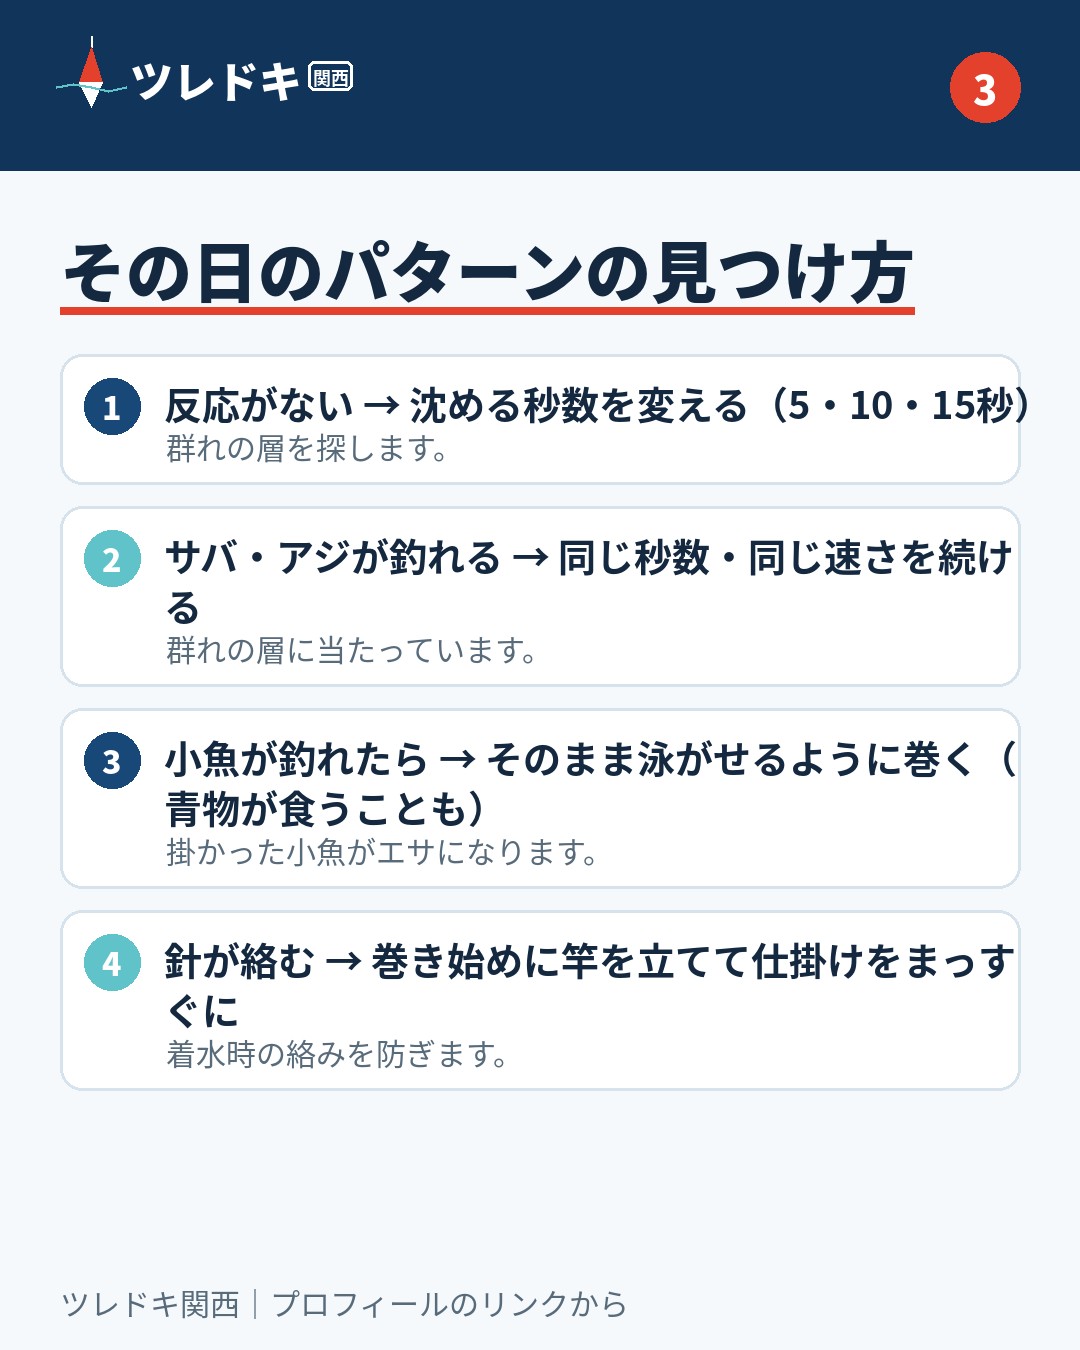 ツレドキ 関西
3
その日のパターンの見つけ方
1 反応がない → 沈める秒数を変える（5・10・15秒）
群れの層を探します。
2 サバ・アジが釣れる → 同じ秒数・同じ速さを続け
る
群れの層に当たっています。
3 小魚が釣れたら → そのまま泳がせるように巻く（
青物が食うことも）
掛かった小魚がエサになります。
4 針が絡む → 巻き始めに竿を立てて仕掛けをまっす
ぐに
着水時の絡みを防ぎます。
ツレドキ関西｜プロフィールのリンクから